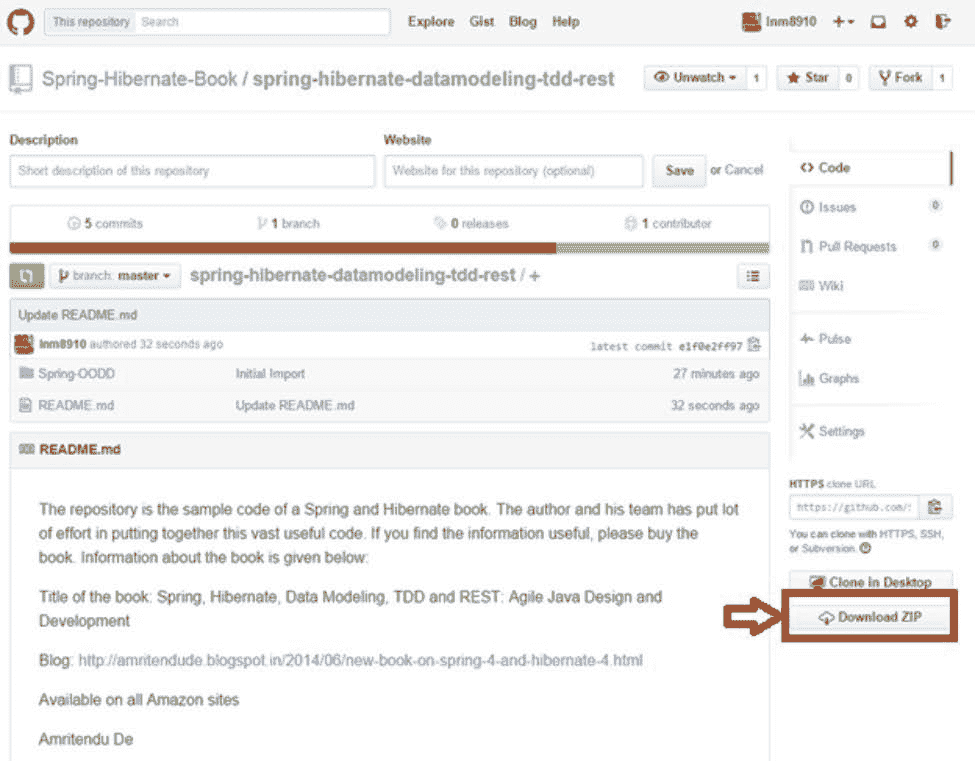 This repository Search Explore Gist Blog Help lnm8910
Spring-Hibernate-Book / spring-hibernate-datamodeling-tdd-rest Unwatch 1 Star 0 Fork 1
Description Website
Short description of this repository Website for this repository (optional) Save or Cancel
5 commits 1 branch 0 releases 1 contributor
branch: master spring-hibernate-datamodeling-tdd-rest / +
Update README.md
lnm8910 authored 32 seconds ago latest commit e1f0e2ff97
Spring-OODD Initial Import 27 minutes ago
README.md Update README.md 32 seconds ago
README.md
The repository is the sample code of a Spring and Hibernate book. The author and his team has put lot
of effort in putting together this vast useful code. If you find the information useful, please buy the
book. Information about the book is given below:
Title of the book: Spring, Hibernate, Data Modeling, TDD and REST: Agile Java Design and
Development
Blog: http://amritendude.blogspot.in/2014/06/new-book-on-spring-4-and-hibernate-4.html
Available on all Amazon sites
Amritendu De
Code
Issues 0
Pull Requests 0
Wiki
Pulse
Graphs
Settings
HTTPS clone URL
https://github.com/
You can clone with HTTPS, SSH,
or Subversion.
Clone in Desktop
Download ZIP